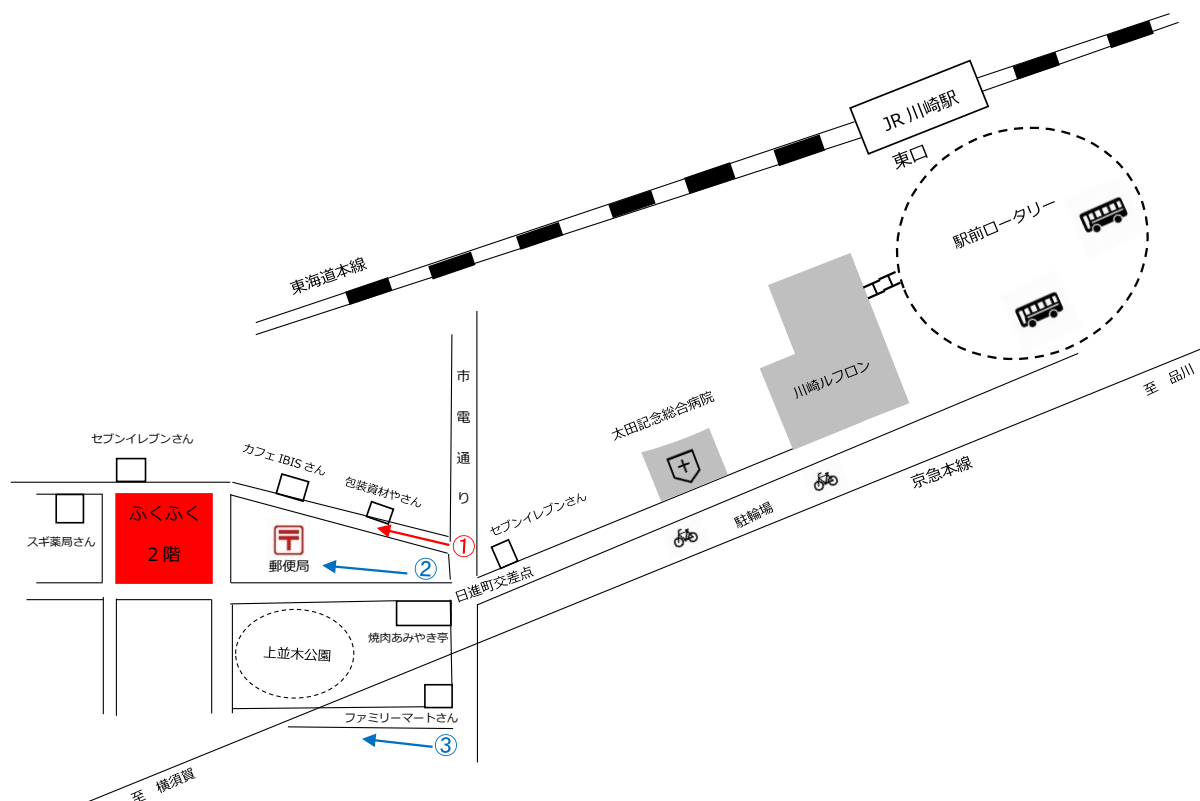 JR 川崎駅
東口
駅前ロータリー
東海道本線
市電通り
川崎ルフロン
至 品川
太田記念総合病院
セブンイレブンさん
カフェ IBIS さん
包装資材やさん
京急本線
セブンイレブンさん
駐輪場
ふくふく
2 階
スギ薬局さん
①
郵便局
②
日進町交差点
焼肉あみやき亭
上並木公園
ファミリーマートさん
③
至 横須賀